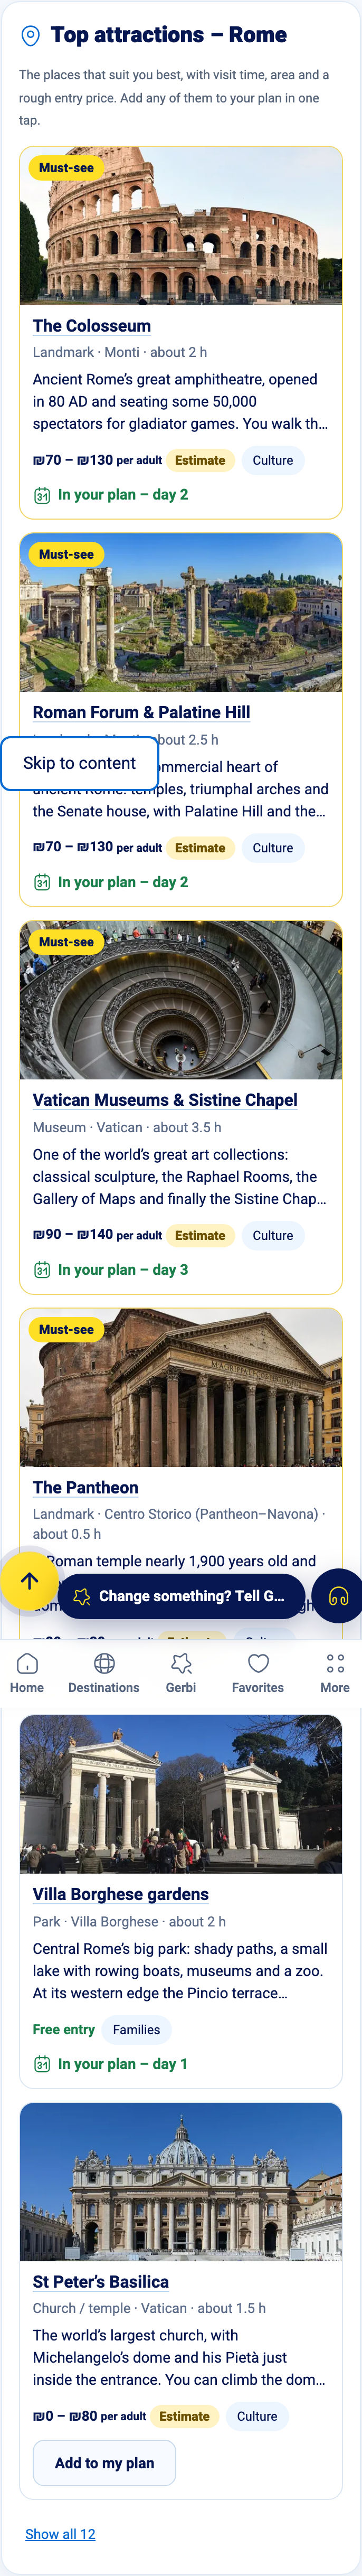 Top attractions – Rome
The places that suit you best, with visit time, area and a
rough entry price. Add any of them to your plan in one
tap.
Must-see
The Colosseum
Landmark · Monti · about 2 h
Ancient Rome’s great amphitheatre, opened
in 80 AD and seating some 50,000
spectators for gladiator games. You walk th…
₪70 – ₪130 per adult Estimate Culture
In your plan – day 2
Must-see
Roman Forum & Palatine Hill
about 2.5 h
Skip to content
commercial heart of
temples, triumphal arches and
the Senate house, with Palatine Hill and the…
₪70 – ₪130 per adult Estimate Culture
In your plan – day 2
Must-see
Vatican Museums & Sistine Chapel
Museum · Vatican · about 3.5 h
One of the world’s great art collections:
classical sculpture, the Raphael Rooms, the
Gallery of Maps and finally the Sistine Chap…
₪90 – ₪140 per adult Estimate Culture
In your plan – day 3
Must-see
The Pantheon
Landmark · Centro Storico (Pantheon–Navona) ·
about 0.5 h
Roman temple nearly 1,900 years old and
Change something? Tell G…
Home Destinations Gerbi Favorites More
Villa Borghese gardens
Park · Villa Borghese · about 2 h
Central Rome’s big park: shady paths, a small
lake with rowing boats, museums and a zoo.
At its western edge the Pincio terrace…
Free entry Families
In your plan – day 1
St Peter’s Basilica
Church / temple · Vatican · about 1.5 h
The world’s largest church, with
Michelangelo’s dome and his Pietà just
inside the entrance. You can climb the dom…
₪0 – ₪80 per adult Estimate Culture
Add to my plan
Show all 12